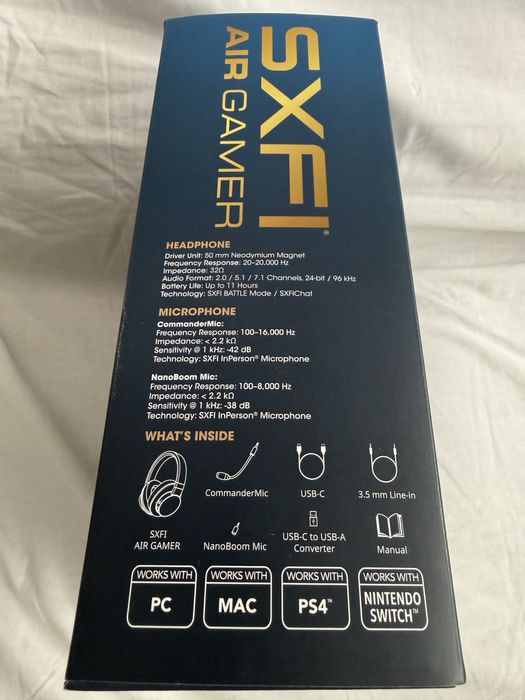 SXFI®
AIR GAMER
HEADPHONE
Driver Unit: 50 mm Neodymium Magnet
Frequency Response: 20–20,000 Hz
Impedance: 32Ω
Audio Format: 2.0 / 5.1 / 7.1 Channels, 24-bit / 96 kHz
Battery Life: Up to 11 Hours
Technology: SXFI BATTLE Mode / SXFIChat
MICROPHONE
CommanderMic:
Frequency Response: 100–16,000 Hz
Impedance: < 2.2 kΩ
Sensitivity @ 1 kHz: -42 dB
Technology: SXFI InPerson® Microphone
NanoBoom Mic:
Frequency Response: 100–8,000 Hz
Impedance: < 2.2 kΩ
Sensitivity @ 1 kHz: -38 dB
Technology: SXFI InPerson® Microphone
WHAT'S INSIDE
SXFI
AIR GAMER
CommanderMic
USB-C
3.5 mm Line-in
NanoBoom Mic
USB-C to USB-A
Converter
Manual
WORKS WITH
PC
WORKS WITH
MAC
WORKS WITH
PS4™
WORKS WITH
NINTENDO
SWITCH™